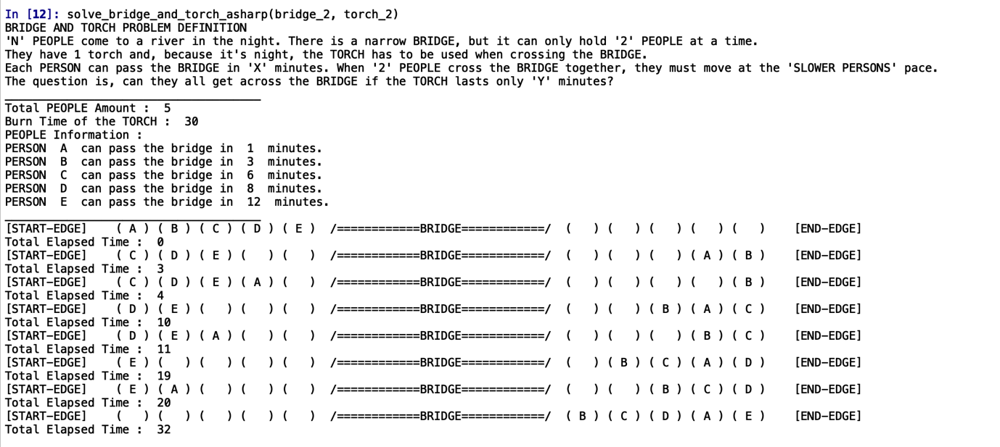 In [12]: solve_bridge_and_torch_asharp(bridge_2, torch_2)
BRIDGE AND TORCH PROBLEM DEFINITION
'N' PEOPLE come to a river in the night. There is a narrow BRIDGE, but it can only hold '2' PEOPLE at a time.
They have 1 torch and, because it's night, the TORCH has to be used when crossing the BRIDGE.
Each PERSON can pass the BRIDGE in 'X' minutes. When '2' PEOPLE cross the BRIDGE together, they must move at the 'SLOWER PERSONS' pace.
The question is, can they all get across the BRIDGE if the TORCH lasts only 'Y' minutes?
_____________________________________
Total PEOPLE Amount :  5
Burn Time of the TORCH :  30
PEOPLE Information :
PERSON  A  can pass the bridge in  1  minutes.
PERSON  B  can pass the bridge in  3  minutes.
PERSON  C  can pass the bridge in  6  minutes.
PERSON  D  can pass the bridge in  8  minutes.
PERSON  E  can pass the bridge in  12  minutes.
_____________________________________
[START-EDGE]    ( A ) ( B ) ( C ) ( D ) ( E )  /============BRIDGE============/  (   ) (   ) (   ) (   ) (   )    [END-EDGE]
Total Elapsed Time :  0
[START-EDGE]    ( C ) ( D ) ( E ) (   ) (   )  /============BRIDGE============/  (   ) (   ) (   ) ( A ) ( B )    [END-EDGE]
Total Elapsed Time :  3
[START-EDGE]    ( C ) ( D ) ( E ) ( A ) (   )  /============BRIDGE============/  (   ) (   ) (   ) (   ) ( B )    [END-EDGE]
Total Elapsed Time :  4
[START-EDGE]    ( D ) ( E ) (   ) (   ) (   )  /============BRIDGE============/  (   ) (   ) ( B ) ( A ) ( C )    [END-EDGE]
Total Elapsed Time :  10
[START-EDGE]    ( D ) ( E ) ( A ) (   ) (   )  /============BRIDGE============/  (   ) (   ) (   ) ( B ) ( C )    [END-EDGE]
Total Elapsed Time :  11
[START-EDGE]    ( E ) (   ) (   ) (   ) (   )  /============BRIDGE============/  (   ) ( B ) ( C ) ( A ) ( D )    [END-EDGE]
Total Elapsed Time :  19
[START-EDGE]    ( E ) ( A ) (   ) (   ) (   )  /============BRIDGE============/  (   ) (   ) ( B ) ( C ) ( D )    [END-EDGE]
Total Elapsed Time :  20
[START-EDGE]    (   ) (   ) (   ) (   ) (   )  /============BRIDGE============/  ( B ) ( C ) ( D ) ( A ) ( E )    [END-EDGE]
Total Elapsed Time :  32